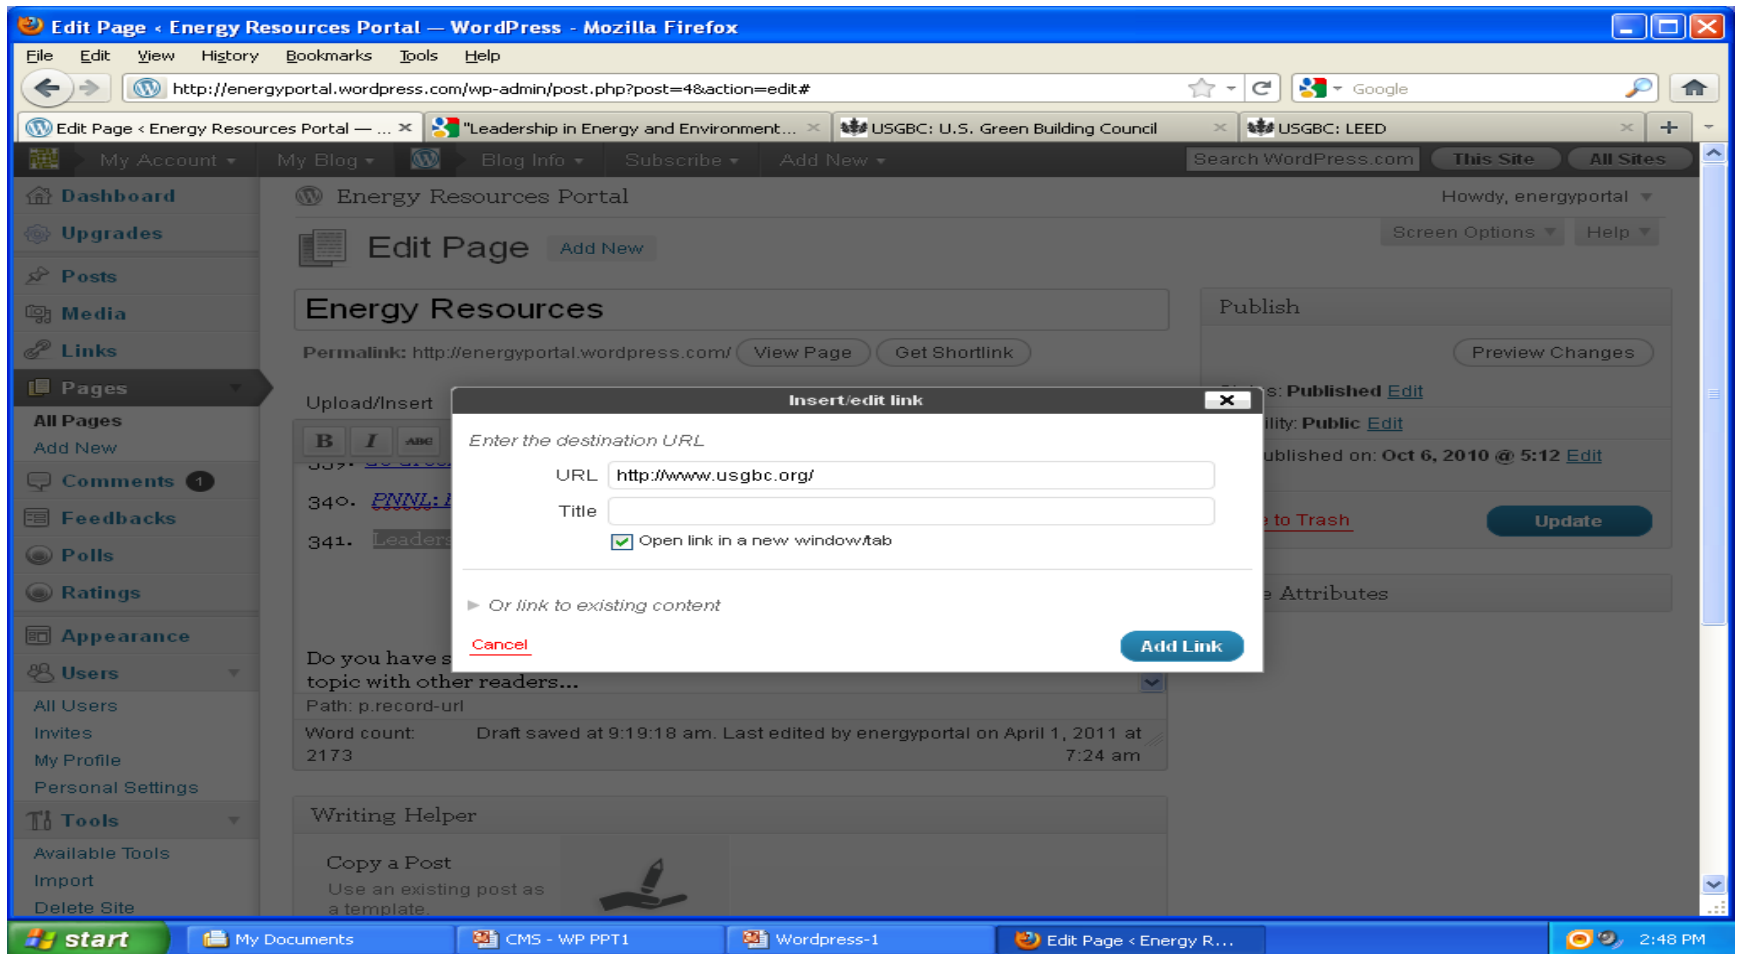 Edit Page ‹ Energy Resources Portal — WordPress - Mozilla Firefox
File Edit View History Bookmarks Tools Help
http://energyportal.wordpress.com/wp-admin/post.php?post=4&action=edit#
Google
Edit Page ‹ Energy Resources Portal — ...
"Leadership in Energy and Environment...
USGBC: U.S. Green Building Council
USGBC: LEED
My Account My Blog Blog Info Subscribe Add New
Search WordPress.com This Site All Sites
Dashboard
Upgrades
Posts
Media
Links
Pages
All Pages
Add New
Comments 1
Feedbacks
Polls
Ratings
Appearance
Users
All Users
Invites
My Profile
Personal Settings
Tools
Available Tools
Import
Delete Site
Energy Resources Portal
Howdy, energyportal
Screen Options Help
Edit Page Add New
Energy Resources
Permalink: http://energyportal.wordpress.com/ View Page Get Shortlink
Upload/Insert
B I ABC
340. PNNL:
341. Leaders
Do you have s
topic with other readers...
Path: p.record-url
Word count: 2173
Draft saved at 9:19:18 am. Last edited by energyportal on April 1, 2011 at
7:24 am
Writing Helper
Copy a Post
Use an existing post as
a template.
Publish
Preview Changes
s: Published Edit
ility: Public Edit
ublished on: Oct 6, 2010 @ 5:12 Edit
to Trash
Update
Attributes
Insert/edit link
Enter the destination URL
URL http://www.usgbc.org/
Title
Open link in a new window/tab
Or link to existing content
Cancel
Add Link
start
My Documents
CMS - WP PPT1
Wordpress-1
Edit Page ‹ Energy R...
2:48 PM